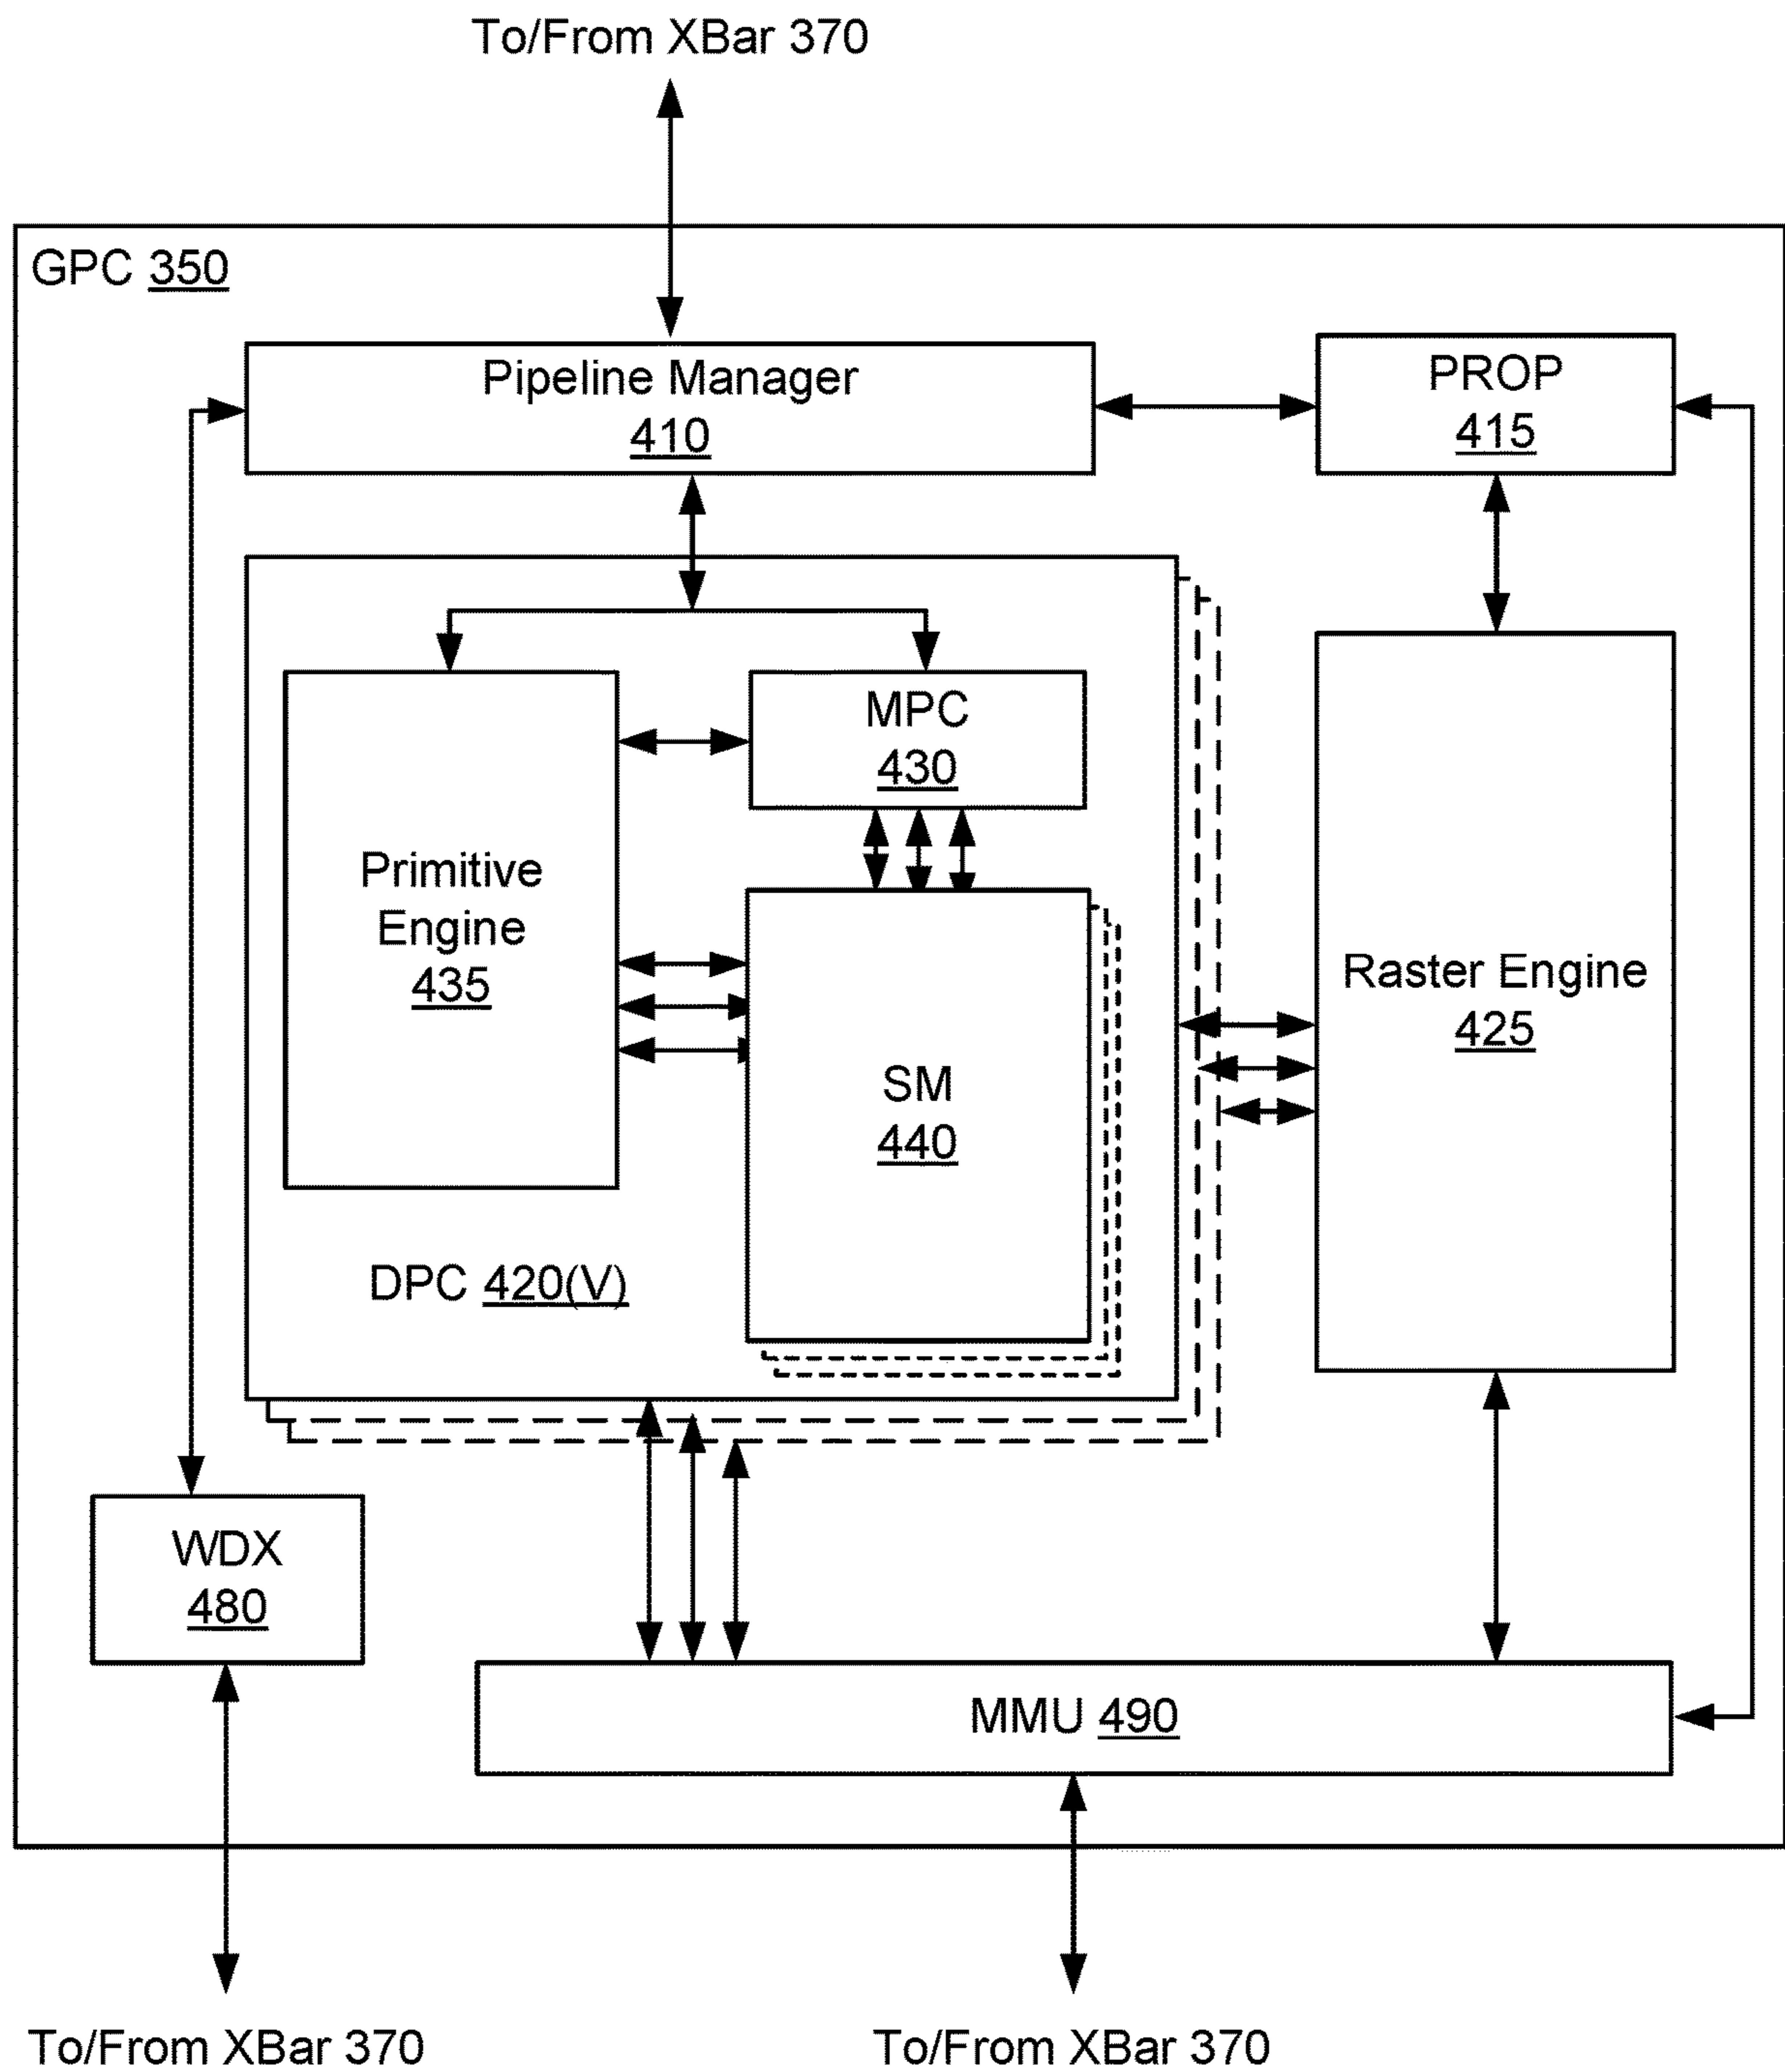 To/From XBar 370
GPC 350
Pipeline Manager
410
PROP
415
MPC
430
Primitive
Engine
435
Raster Engine
425
SM
440
DPC 420(V)
WDX
480
MMU 490
To/From XBar 370
To/From XBar 370